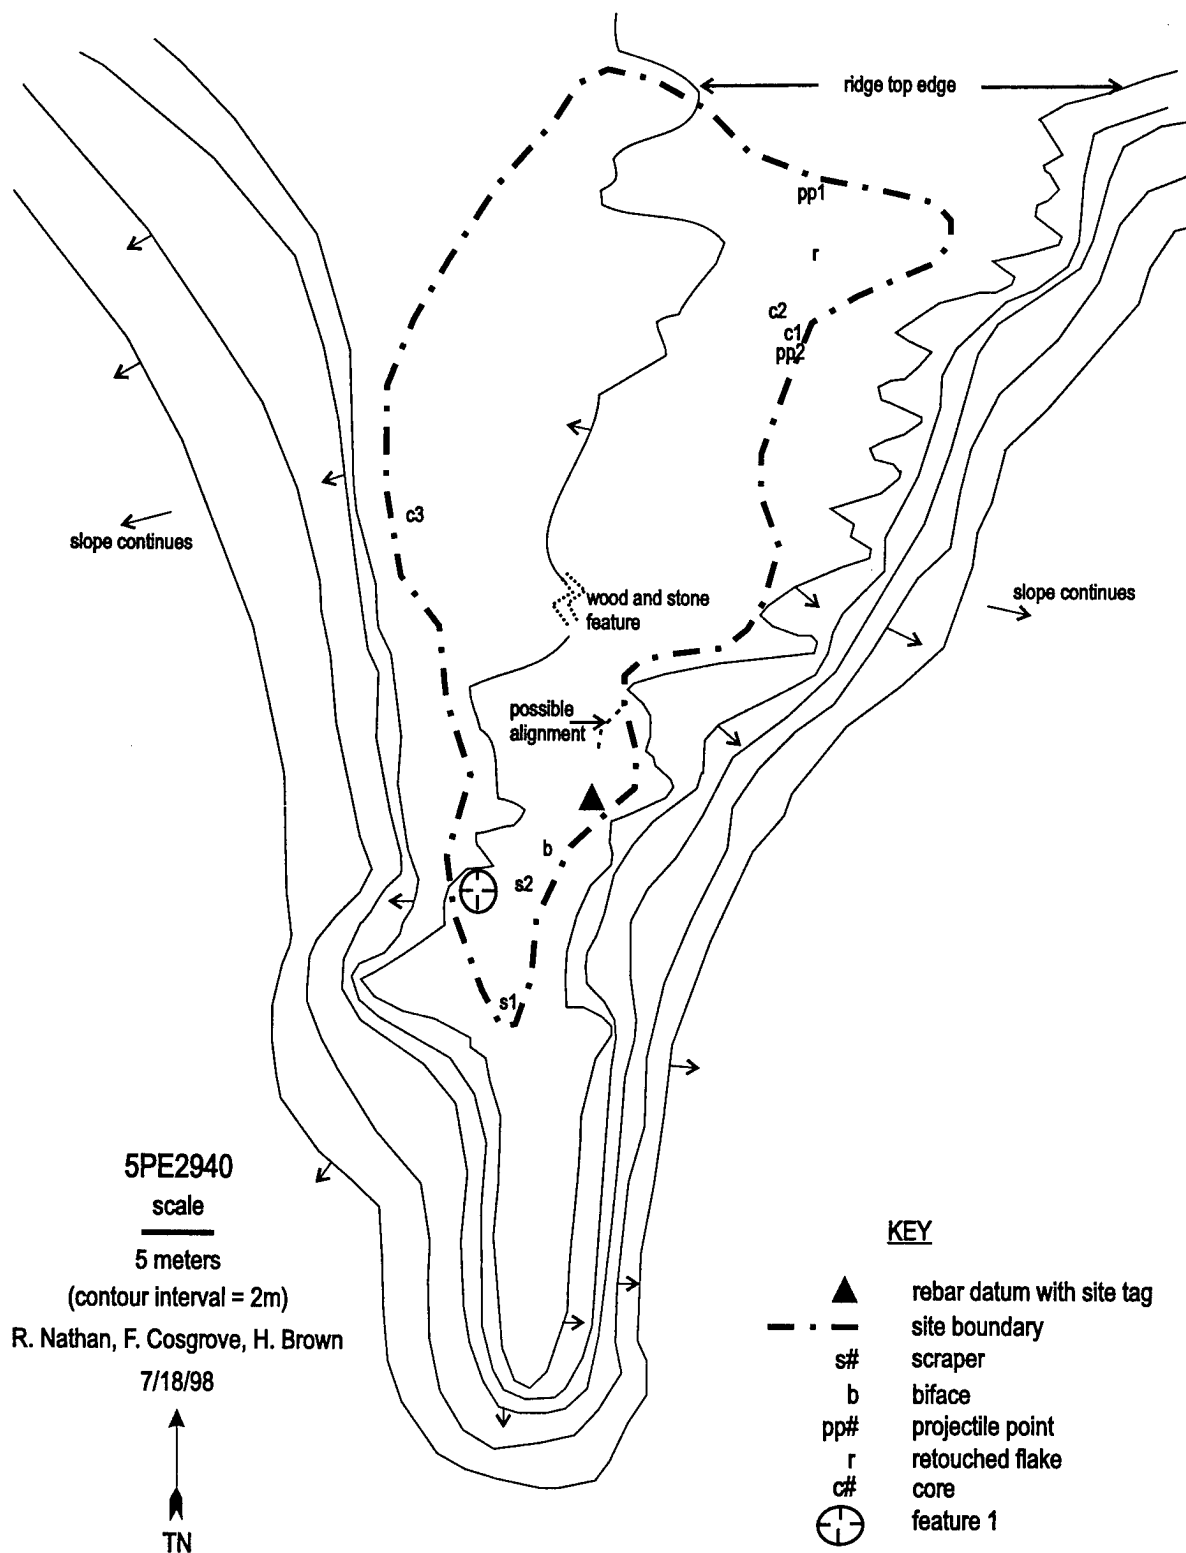 ridge top edge
pp1
r
c2
c1
pp2
c3
slope continues
wood and stone
feature
slope continues
possible
alignment
b
s2
s1
5PE2940
scale
5 meters
(contour interval = 2m)
R. Nathan, F. Cosgrove, H. Brown
7/18/98
TN
KEY
rebar datum with site tag
site boundary
s# scraper
b biface
pp# projectile point
r retouched flake
c# core
feature 1